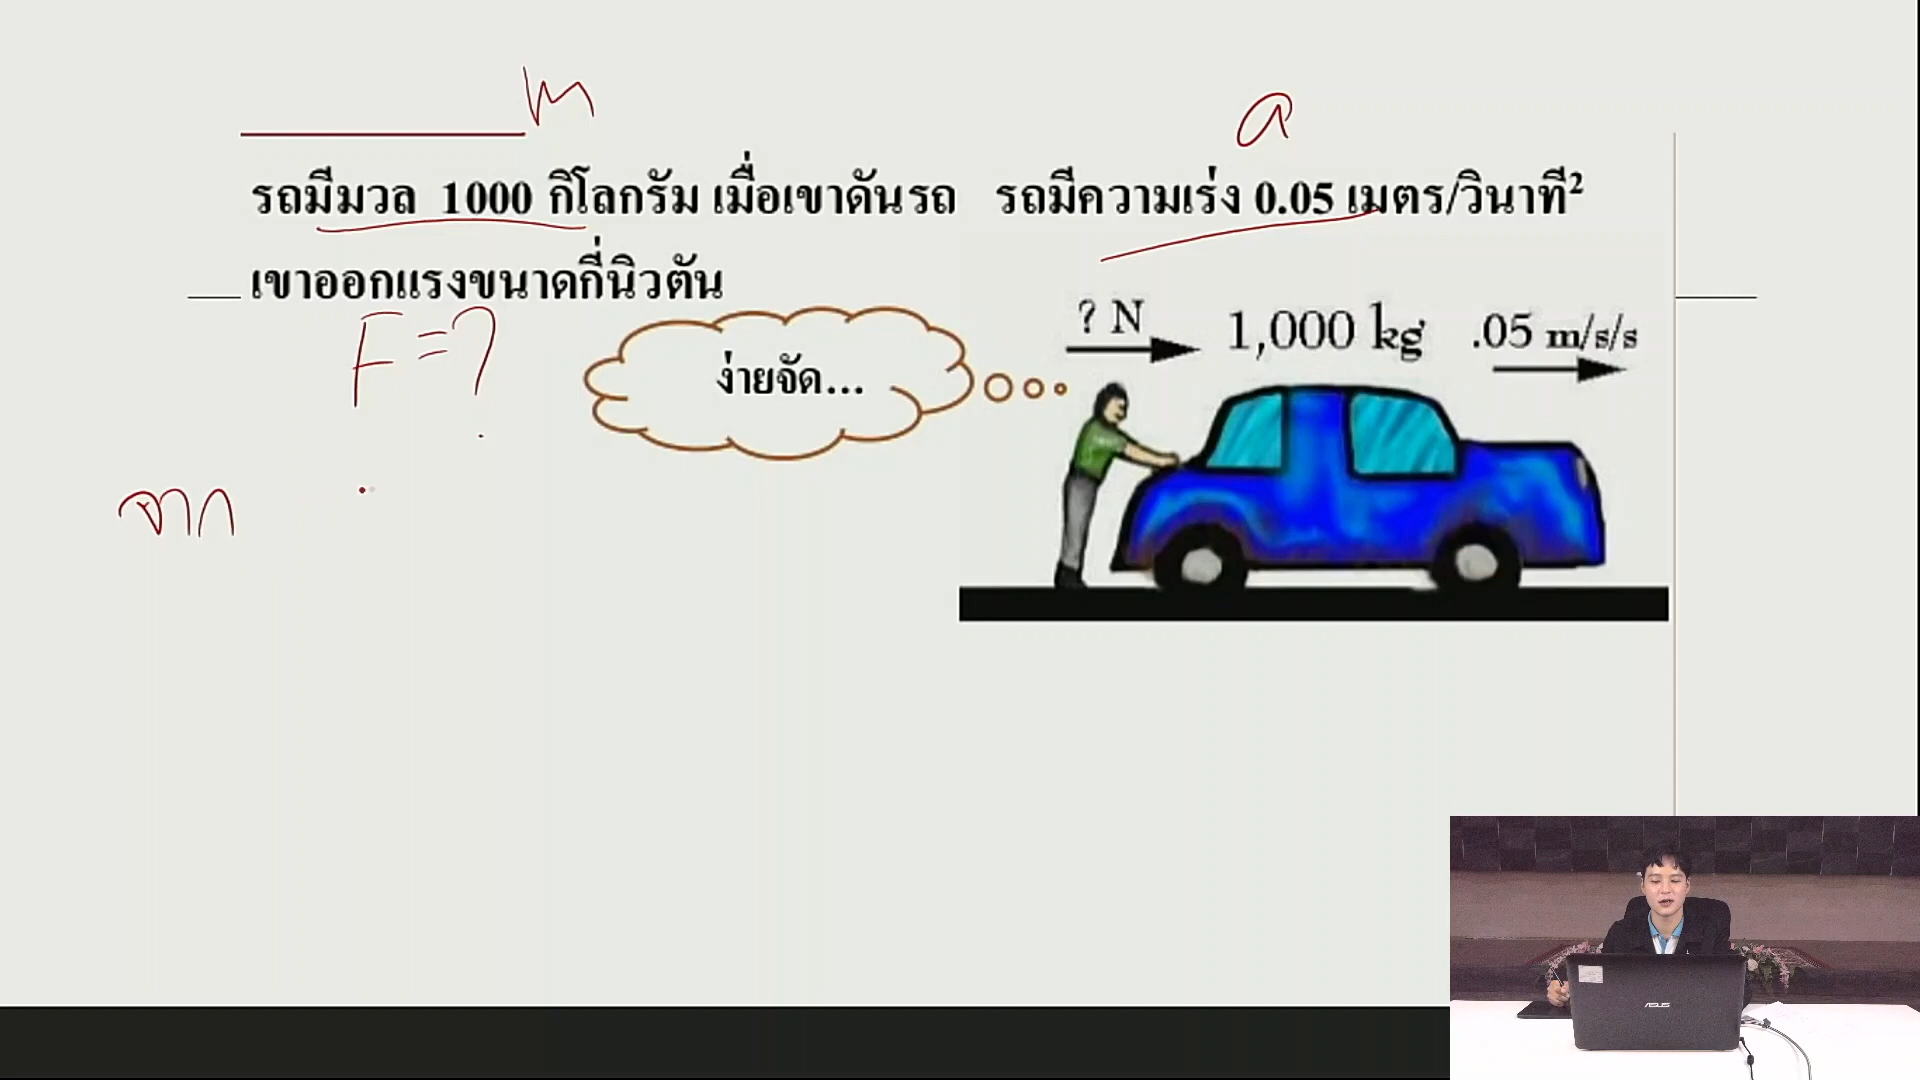 m
a
รถมีมวล 1000 กิโลกรัม เมื่อเขาดันรถ รถมีความเร่ง 0.05 เมตร/วินาที²
เขาออกแรงขนาดกี่นิวตัน
F = ?
? N 1,000 kg .05 m/s/s
ง่ายจัด...
จาก
ASUS